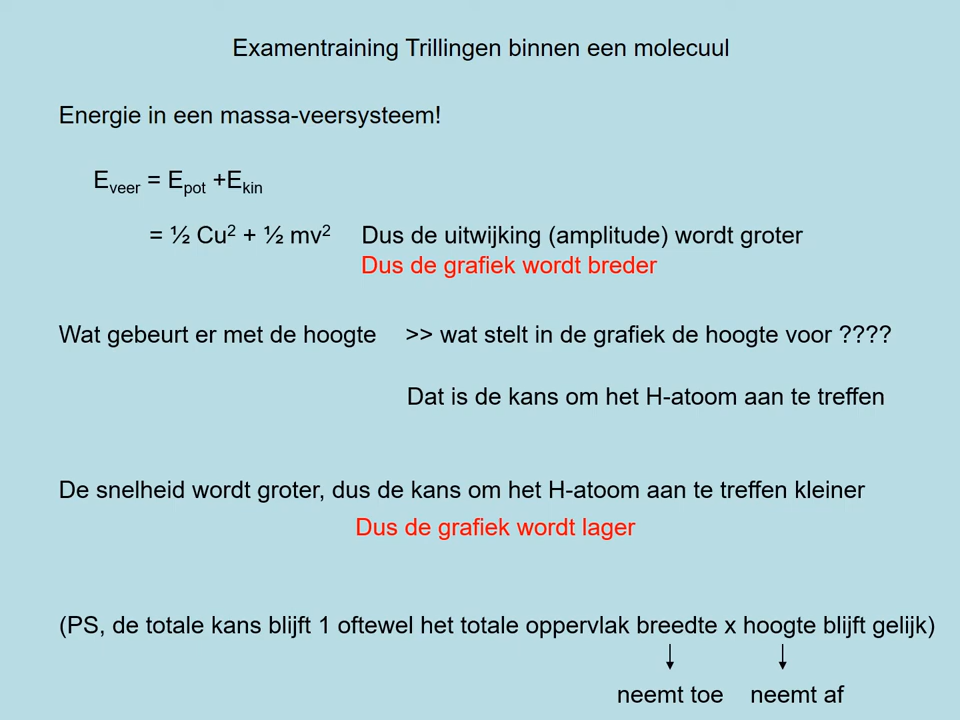 Examentraining Trillingen binnen een molecuul
Energie in een massa-veersysteem!
Eveer = Epot +Ekin
= ½ Cu² + ½ mv² Dus de uitwijking (amplitude) wordt groter
Dus de grafiek wordt breder
Wat gebeurt er met de hoogte >> wat stelt in de grafiek de hoogte voor ????
Dat is de kans om het H-atoom aan te treffen
De snelheid wordt groter, dus de kans om het H-atoom aan te treffen kleiner
Dus de grafiek wordt lager
(PS, de totale kans blijft 1 oftewel het totale oppervlak breedte x hoogte blijft gelijk)
neemt toe neemt af